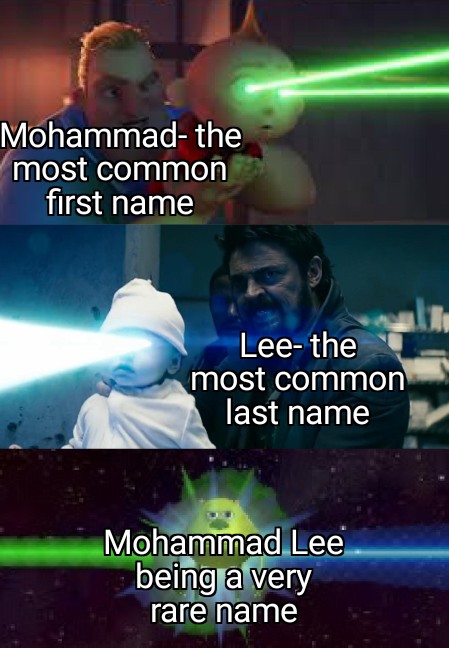 Mohammad- the
most common
first name
Lee- the
most common
last name
Mohammad Lee
being a very
rare name